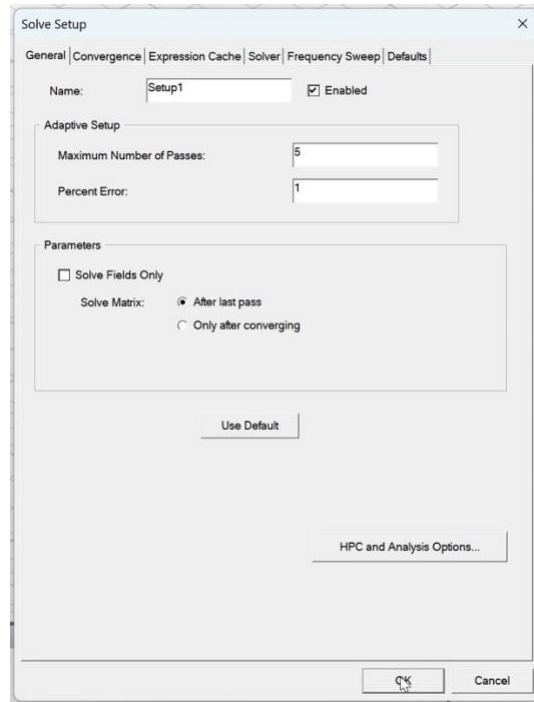 Solve Setup
General Convergence Expression Cache Solver Frequency Sweep Defaults
Name: Setup1 Enabled
Adaptive Setup
Maximum Number of Passes: 5
Percent Error: 1
Parameters
Solve Fields Only
Solve Matrix: After last pass
Only after converging
Use Default
HPC and Analysis Options...
OK Cancel